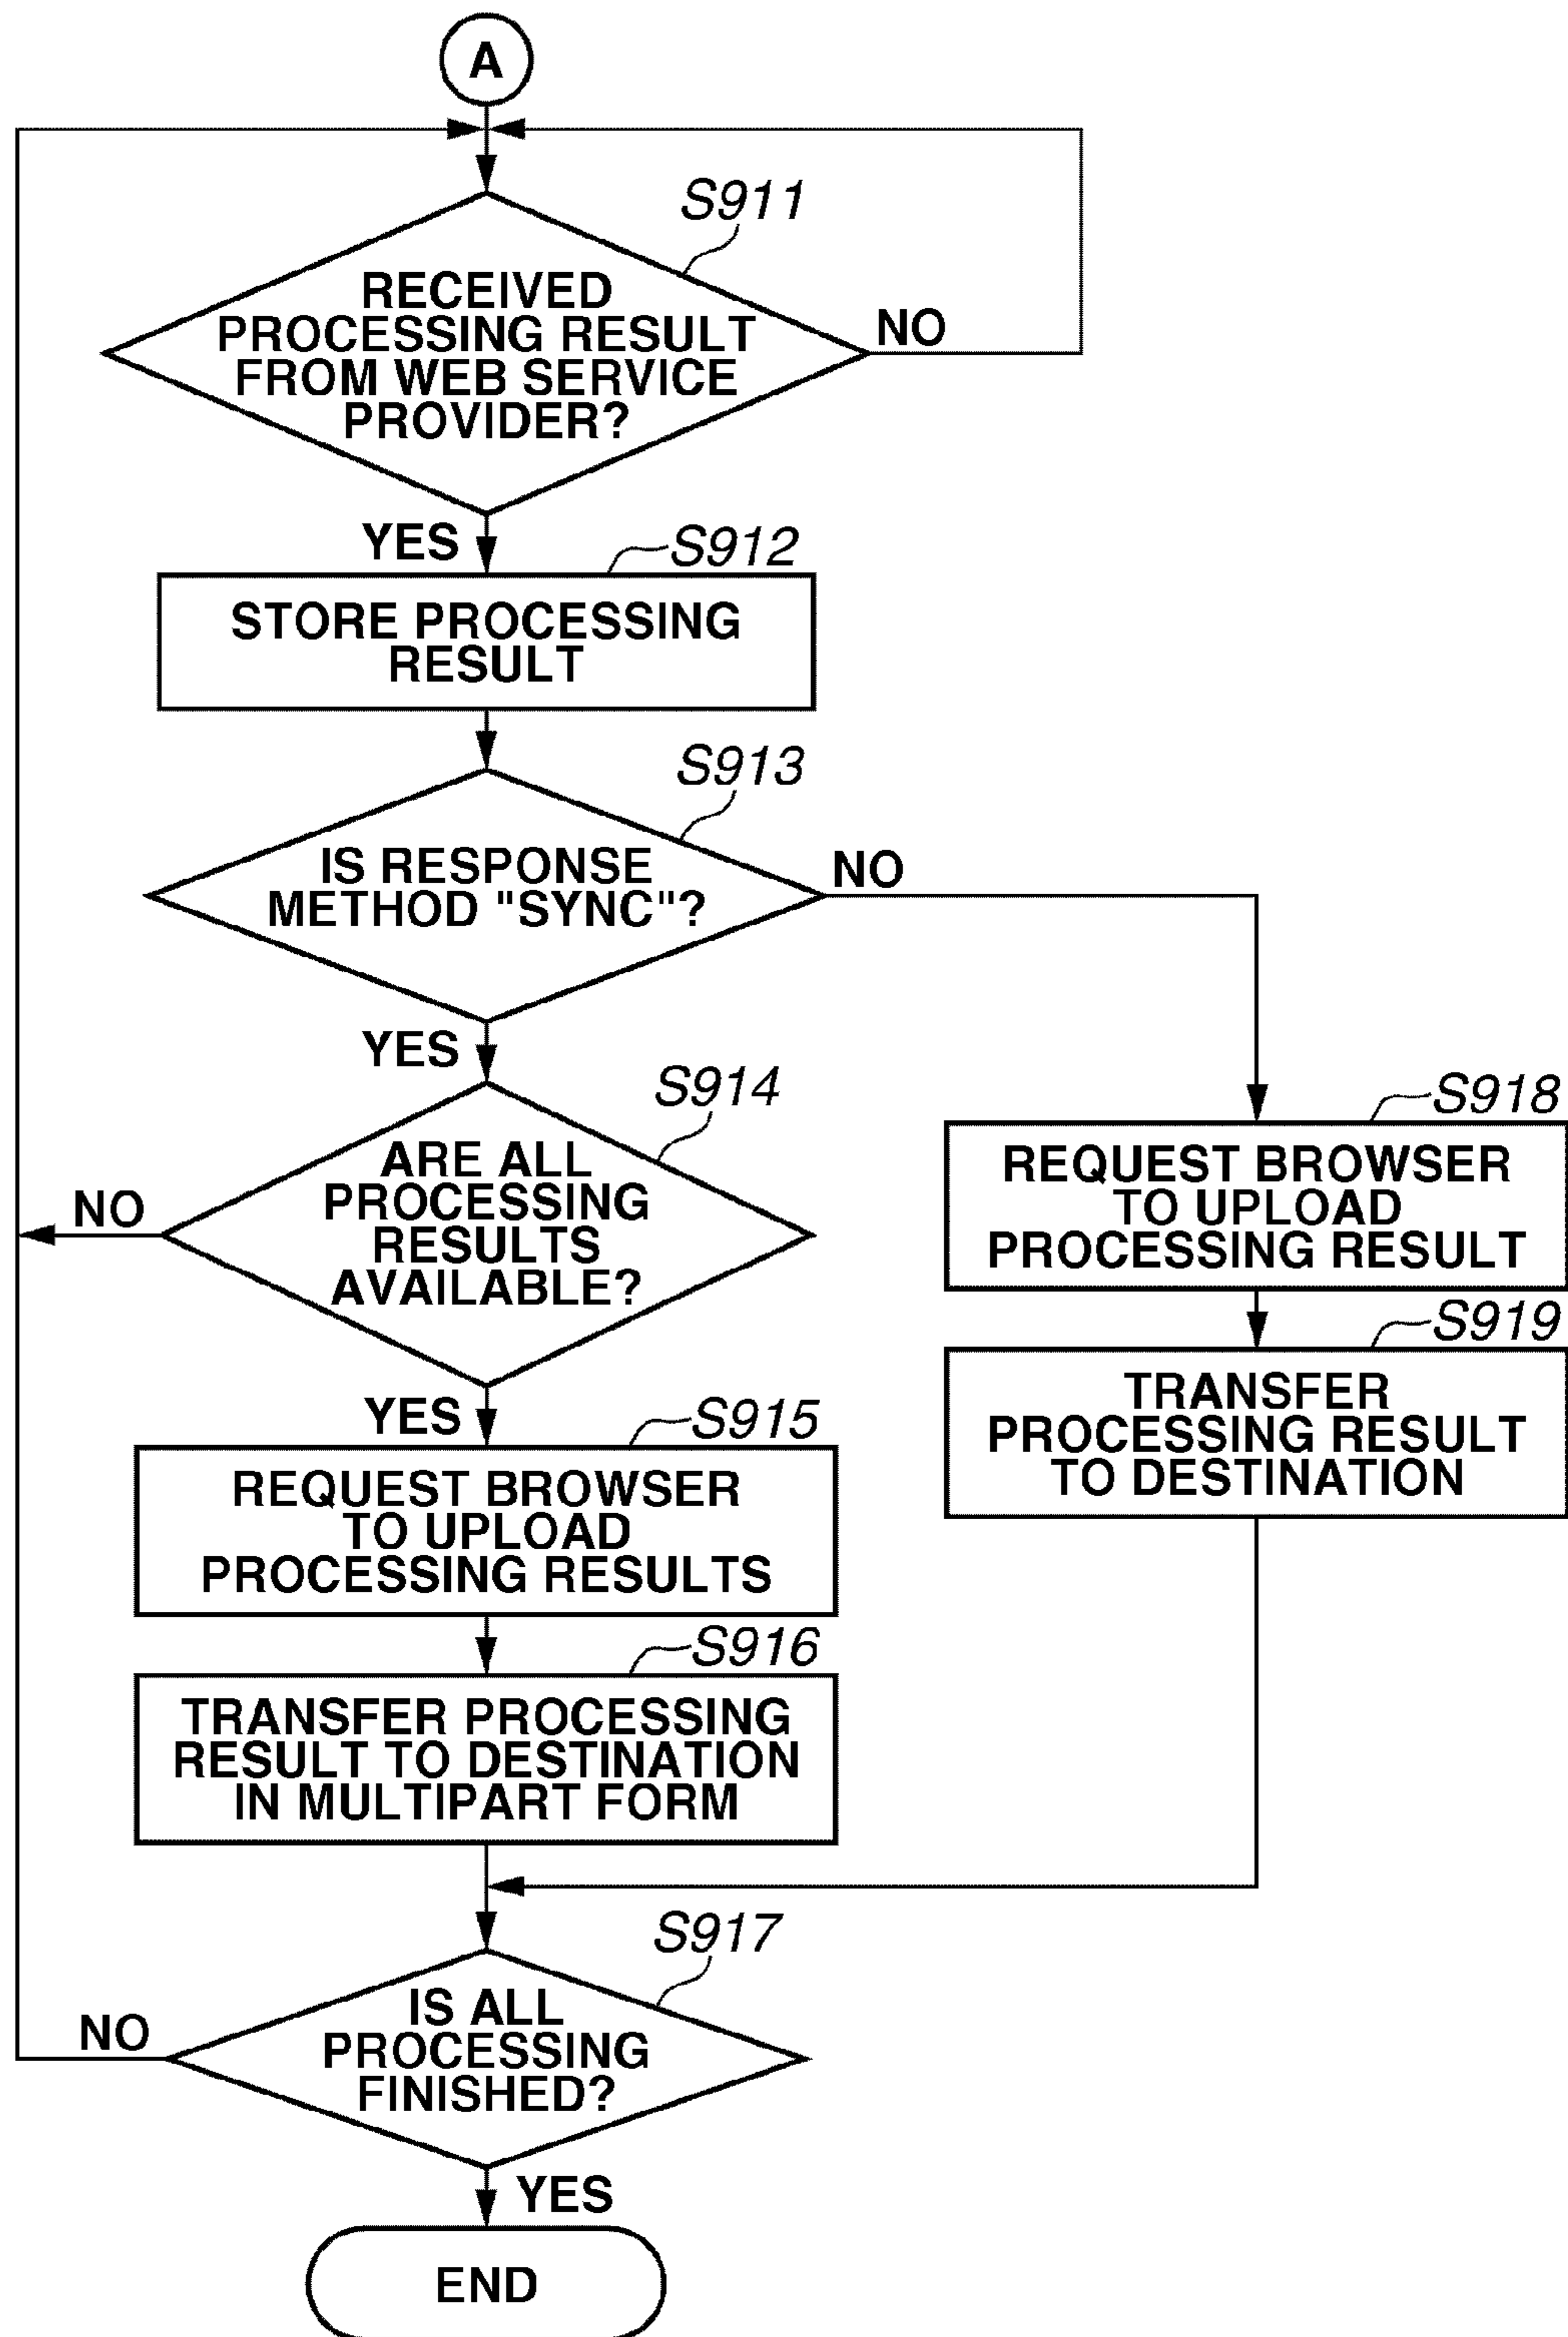 A
S911
RECEIVED
PROCESSING RESULT
FROM WEB SERVICE
PROVIDER?
NO
YES
S912
STORE PROCESSING
RESULT
S913
IS RESPONSE
METHOD "SYNC"?
NO
YES
S914
ARE ALL
PROCESSING
RESULTS
AVAILABLE?
NO
YES
S918
REQUEST BROWSER
TO UPLOAD
PROCESSING RESULT
S919
TRANSFER
PROCESSING RESULT
TO DESTINATION
S915
REQUEST BROWSER
TO UPLOAD
PROCESSING RESULTS
S916
TRANSFER PROCESSING
RESULT TO DESTINATION
IN MULTIPART FORM
S917
IS ALL
PROCESSING
FINISHED?
NO
YES
END